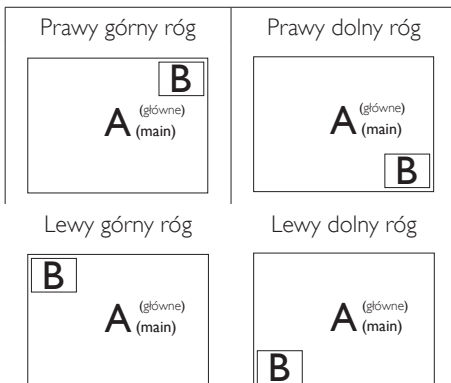 Prawy górny róg
B
A (główne)
(main)
Prawy dolny róg
A (główne)
(main)
B
Lewy górny róg
B
A (główne)
(main)
Lewy dolny róg
A (główne)
(main)
B